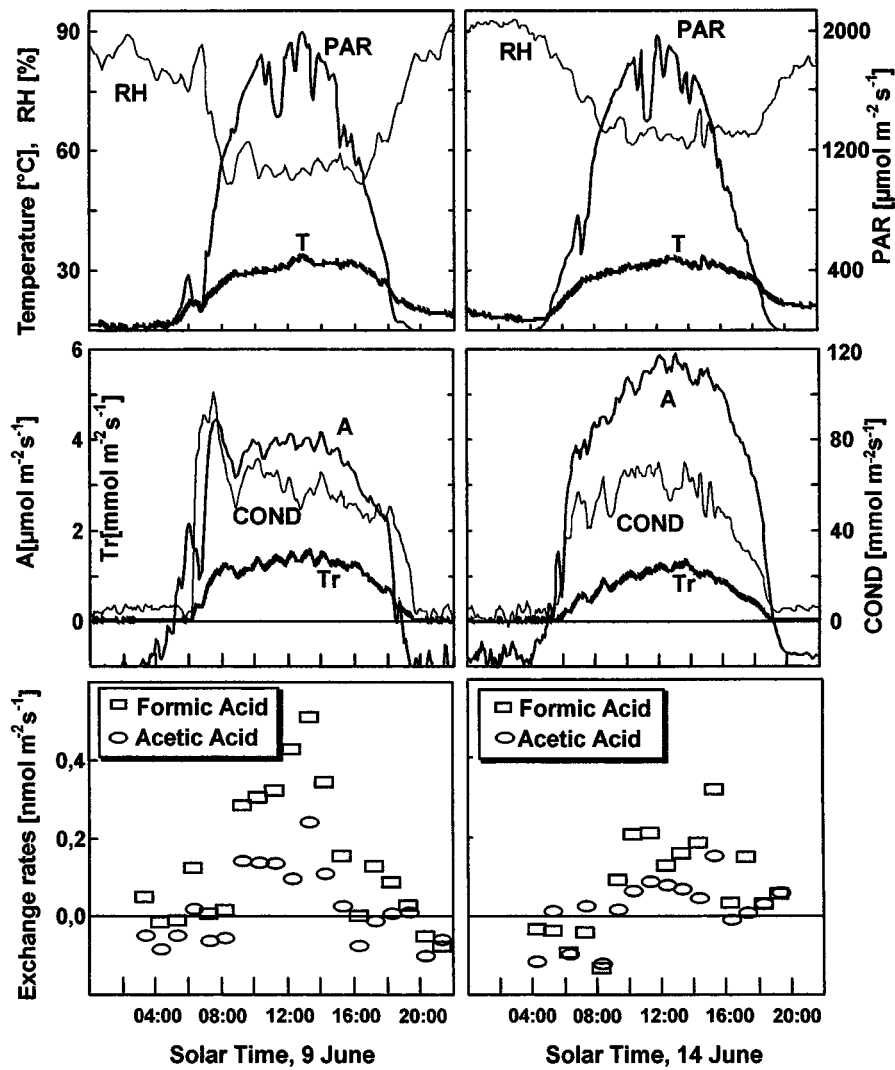 90
60
30
Temperature [°C], RH [%]
RH
PAR
T
RH
PAR
T
2000
1200
400
PAR [µmol m⁻² s⁻¹]
6
4
2
0
A[µmol m⁻²s⁻¹]
Tr[mmol m⁻²s⁻¹]
A
COND
Tr
A
COND
Tr
120
80
40
0
COND [mmol m⁻²s⁻¹]
Exchange rates [nmol m⁻²s⁻¹]
0,4
0,2
0,0
Formic Acid
Acetic Acid
Formic Acid
Acetic Acid
04:00 08:00 12:00 16:00 20:00
04:00 08:00 12:00 16:00 20:00
Solar Time, 9 June
Solar Time, 14 June